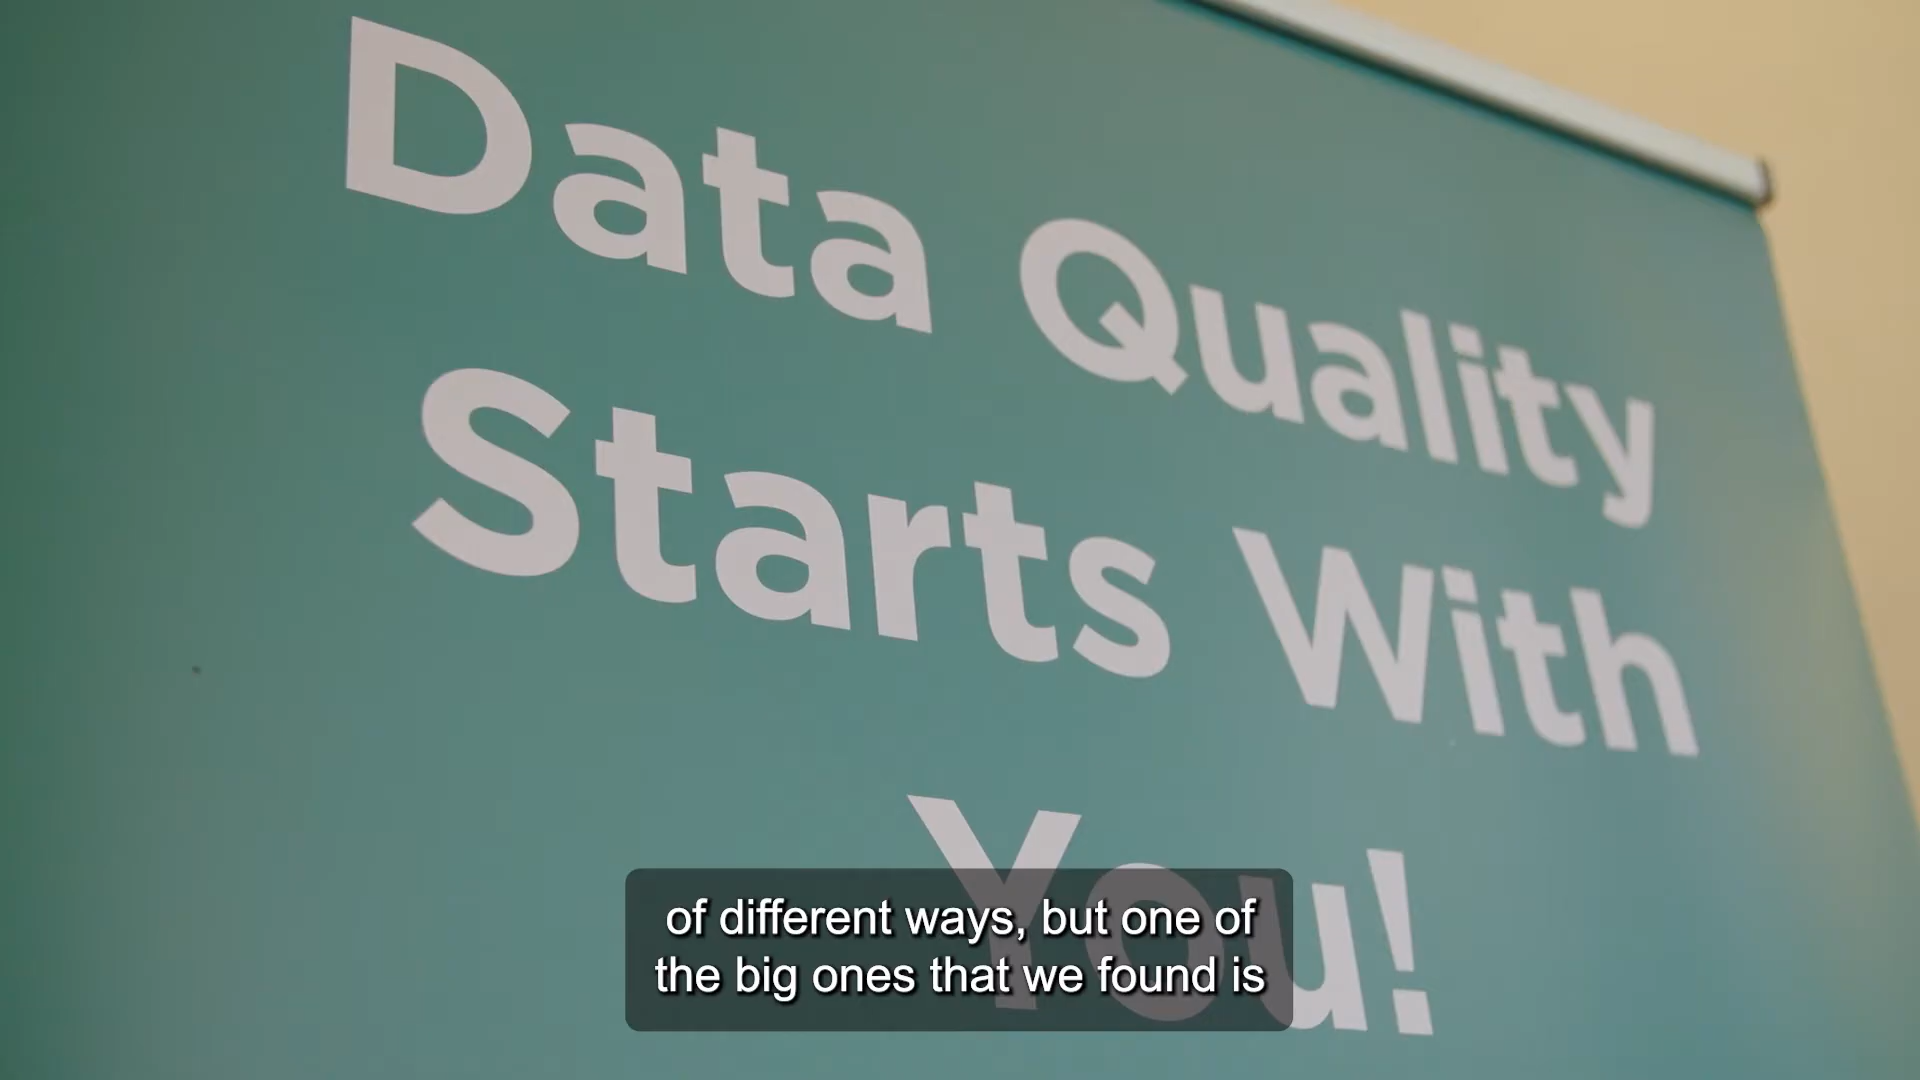 Data Quality
Starts With
You!
of different ways, but one of
the big ones that we found is